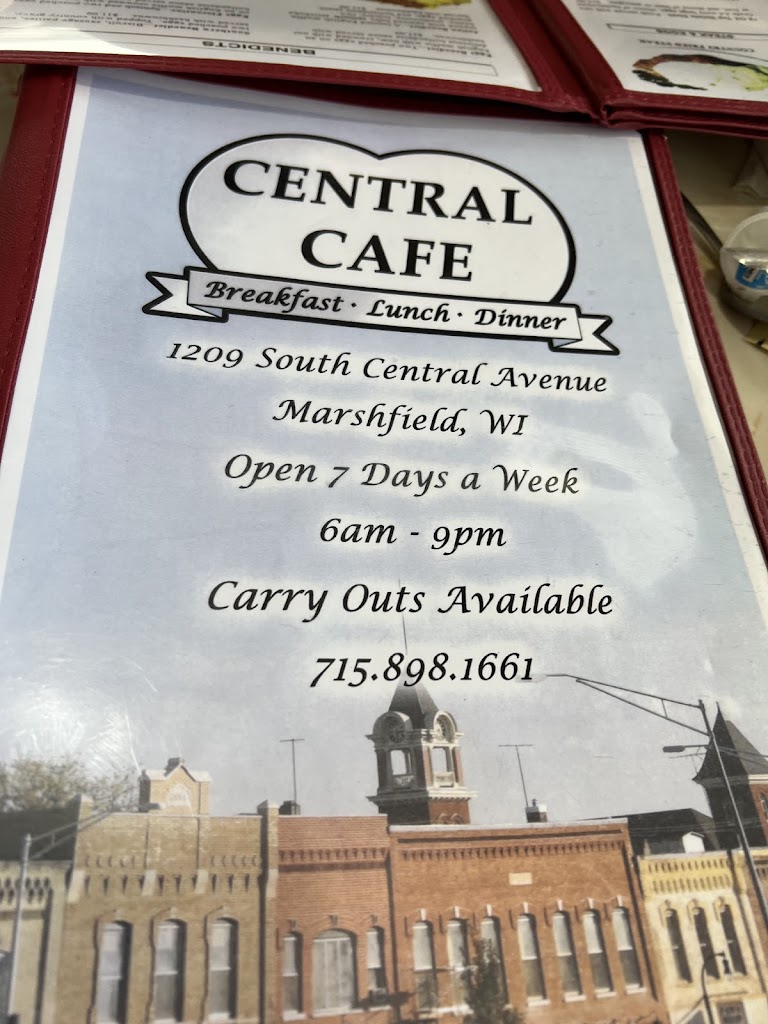 BENEDICTS
CENTRAL
CAFE
Breakfast · Lunch · Dinner
1209 South Central Avenue
Marshfield, WI
Open 7 Days a Week
6am - 9pm
Carry Outs Available
715.898.1661